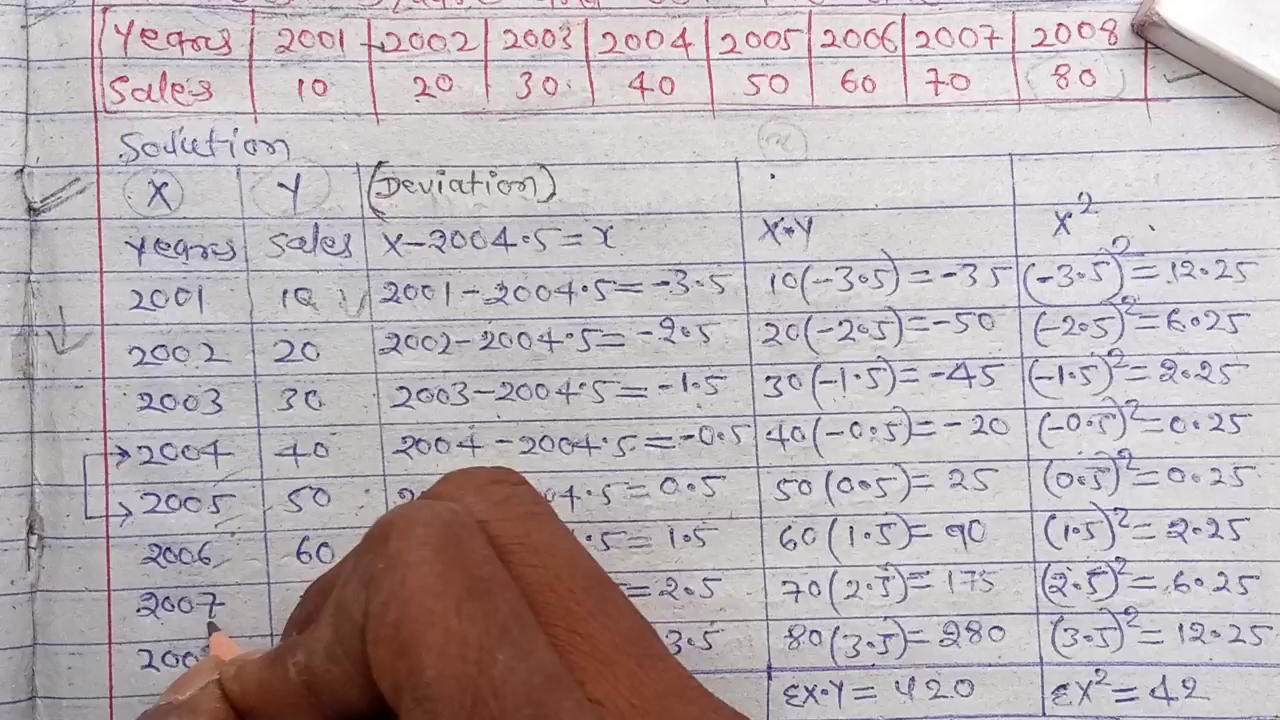 Years 2001 2002 2003 2004 2005 2006 2007 2008
Sales 10 20 30 40 50 60 70 80
Solution
X Y (Deviation)
Years Sales X-2004.5=x X*Y X²
2001 10 2001-2004.5=-3.5 10(-3.5)=-35 (-3.5)²=12.25
2002 20 2002-2004.5=-2.5 20(-2.5)=-50 (-2.5)²=6.25
2003 30 2003-2004.5=-1.5 30(-1.5)=-45 (-1.5)²=2.25
2004 40 2004-2004.5=-0.5 40(-0.5)=-20 (-0.5)²=0.25
2005 50 04.5=0.5 50(0.5)=25 (0.5)²=0.25
2006 60 .5=1.5 60(1.5)=90 (1.5)²=2.25
2007 =2.5 70(2.5)=175 (2.5)²=6.25
200 3.5 80(3.5)=280 (3.5)²=12.25
ΣX.Y=420 ΣX²=42